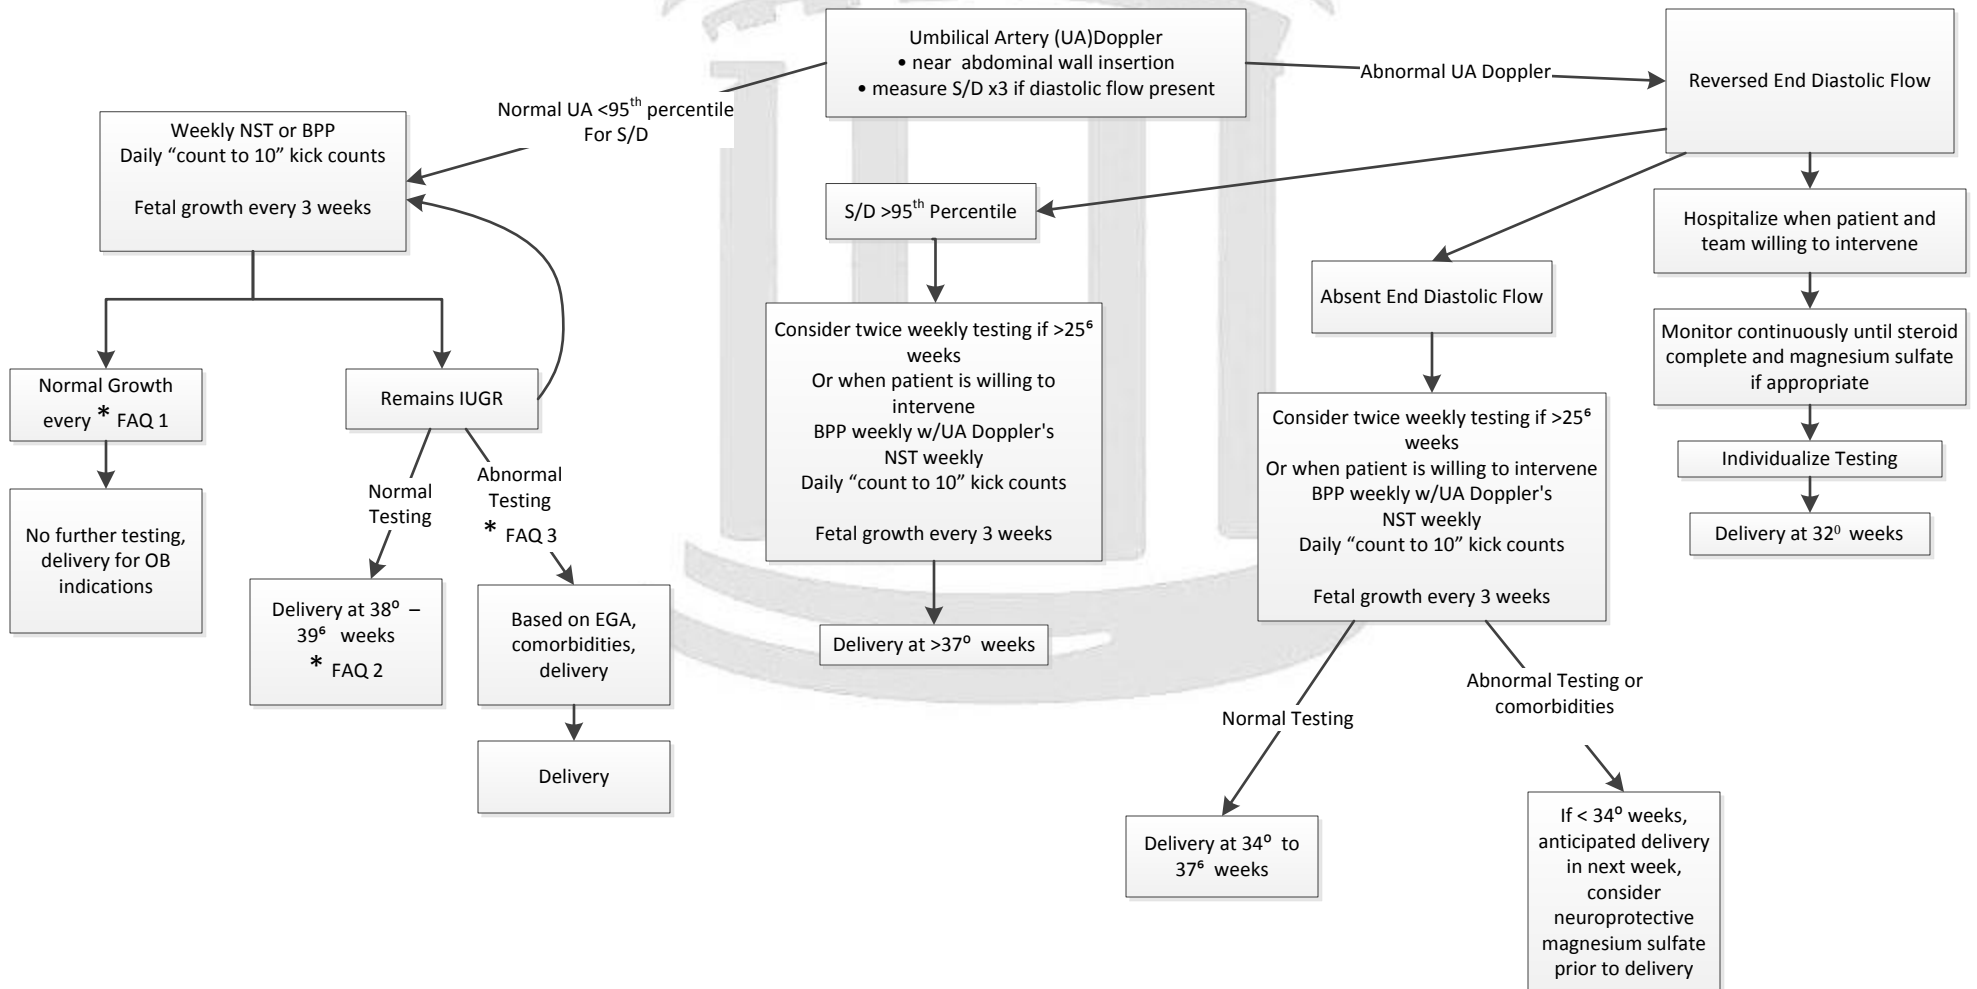 Umbilical Artery (UA)Doppler
• near abdominal wall insertion
• measure S/D x3 if diastolic flow present
Abnormal UA Doppler
Reversed End Diastolic Flow
Normal UA <95th percentile
For S/D
Weekly NST or BPP
Daily “count to 10” kick counts
Fetal growth every 3 weeks
Normal Growth
every * FAQ 1
No further testing,
delivery for OB
indications
Remains IUGR
Normal
Testing
Abnormal
Testing
* FAQ 3
Delivery at 38⁰ –
39⁶ weeks
* FAQ 2
Based on EGA,
comorbidities,
delivery
Delivery
S/D >95th Percentile
Consider twice weekly testing if >25⁶
weeks
Or when patient is willing to
intervene
BPP weekly w/UA Doppler's
NST weekly
Daily “count to 10” kick counts
Fetal growth every 3 weeks
Delivery at >37⁰ weeks
Absent End Diastolic Flow
Consider twice weekly testing if >25⁶
weeks
Or when patient is willing to intervene
BPP weekly w/UA Doppler's
NST weekly
Daily “count to 10” kick counts
Fetal growth every 3 weeks
Normal Testing
Abnormal Testing or
comorbidities
Delivery at 34⁰ to
37⁶ weeks
If < 34⁰ weeks,
anticipated delivery
in next week,
consider
neuroprotective
magnesium sulfate
prior to delivery
Hospitalize when patient and
team willing to intervene
Monitor continuously until steroid
complete and magnesium sulfate
if appropriate
Individualize Testing
Delivery at 32⁰ weeks